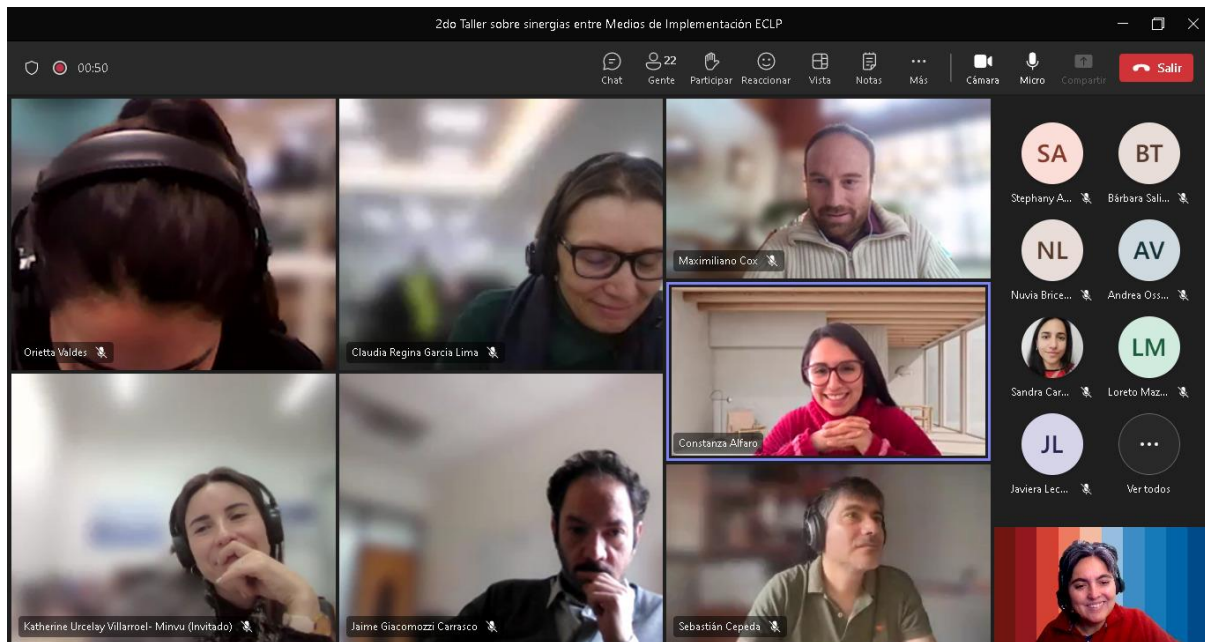 2do Taller sobre sinergias entre Medios de Implementación ECLP
00:50
22
Chat
Gente
Participar
Reaccionar
Vista
Notas
Más
Cámara
Micro
Compartir
Salir
Orietta Valdes
Claudia Regina Garcia Lima
Maximiliano Cox
Constanza Alfaro
Katherine Urcelay Villarroel- Minvu (Invitado)
Jaime Giacomozzi Carrasco
Sebastián Cepeda
SA
BT
Stephany A...
Bárbara Sali...
NL
AV
Nuvia Brice...
Andrea Oss...
LM
Sandra Car...
Loreto Maz...
JL
...
Javiera Lec...
Ver todos